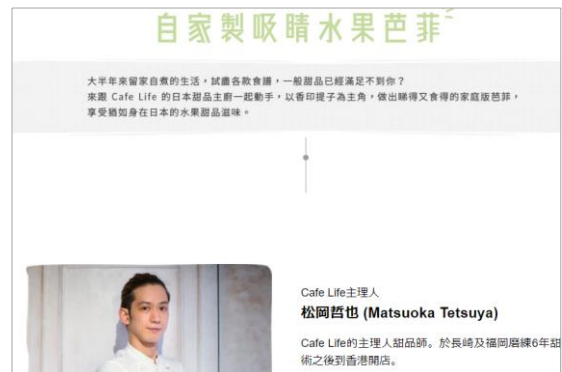 自家製吸睛水果芭菲
大半年來留家自煮的生活，試盡各款食譜，一般甜品已經滿足不到你？
來跟 Cafe Life 的日本甜品主廚一起動手，以香印提子為主角，做出睇得又食得的家庭版芭菲，
享受猶如身在日本的水果甜品滋味。
Cafe Life主理人
松岡哲也 (Matsuoka Tetsuya)
Cafe Life的主理人甜品師。於長崎及福岡磨練6年甜
術之後到香港開店。